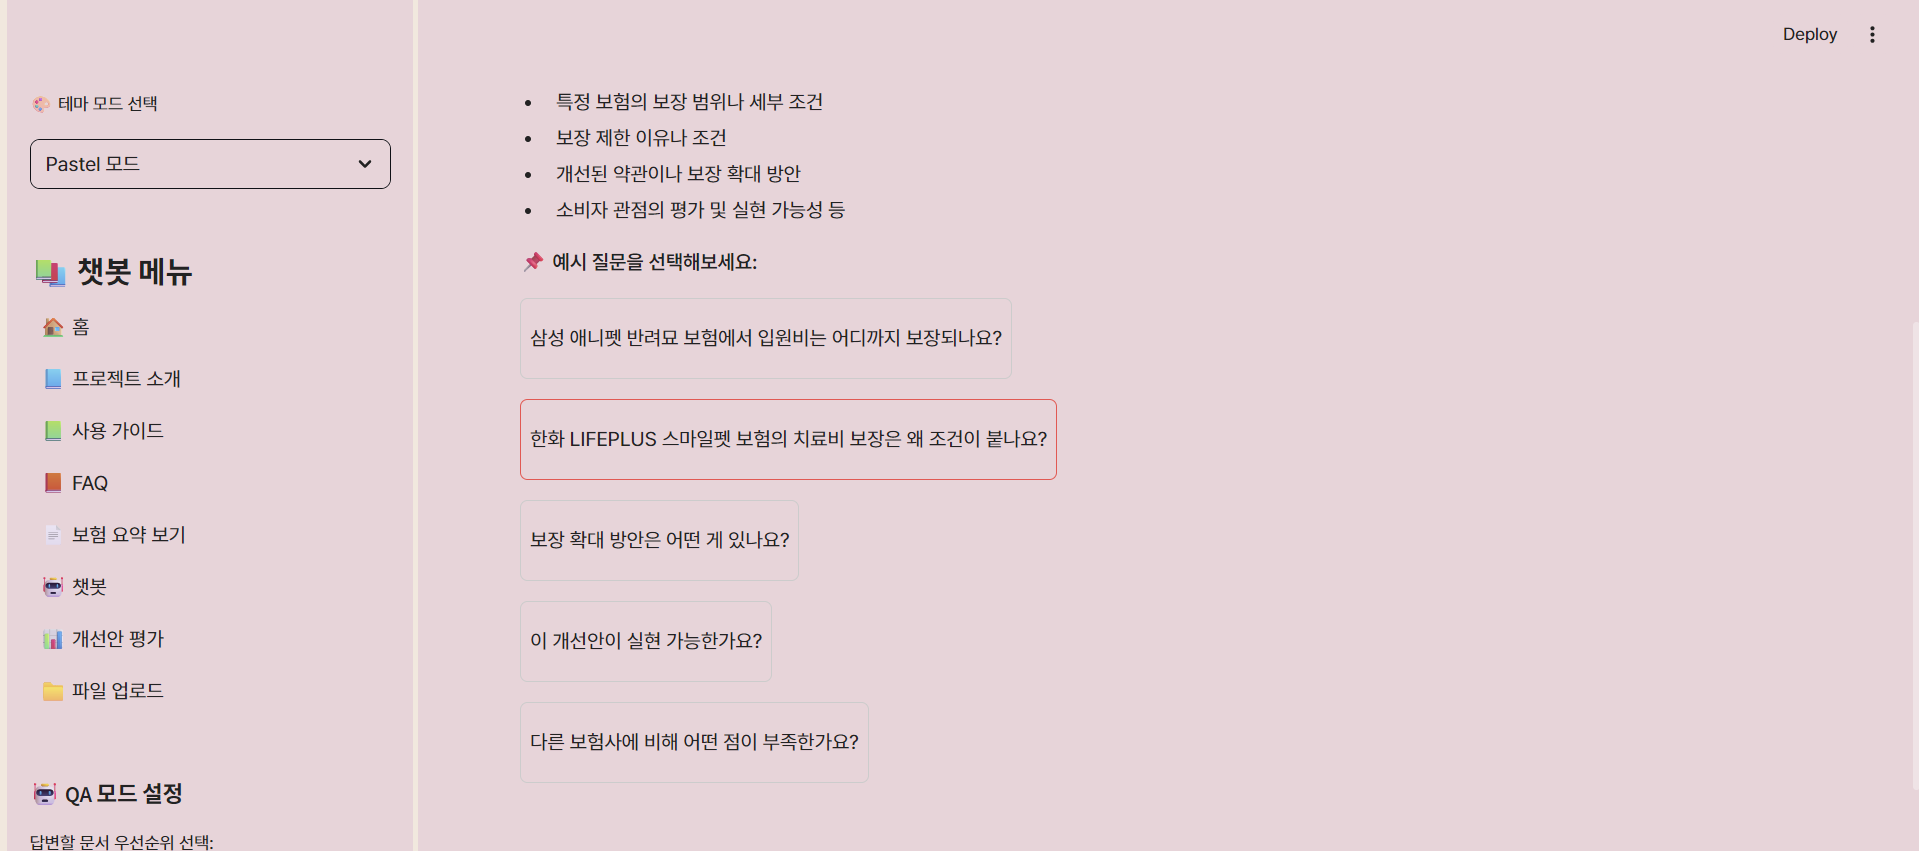 Deploy
테마 모드 선택
Pastel 모드
챗봇 메뉴
홈
프로젝트 소개
사용 가이드
FAQ
보험 요약 보기
챗봇
개선안 평가
파일 업로드
QA 모드 설정
답변할 문서 우선순위 선택:
• 특정 보험의 보장 범위나 세부 조건
• 보장 제한 이유나 조건
• 개선된 약관이나 보장 확대 방안
• 소비자 관점의 평가 및 실현 가능성 등
예시 질문을 선택해보세요:
삼성 애니펫 반려묘 보험에서 입원비는 어디까지 보장되나요?
한화 LIFEPLUS 스마일펫 보험의 치료비 보장은 왜 조건이 붙나요?
보장 확대 방안은 어떤 게 있나요?
이 개선안이 실현 가능한가요?
다른 보험사에 비해 어떤 점이 부족한가요?